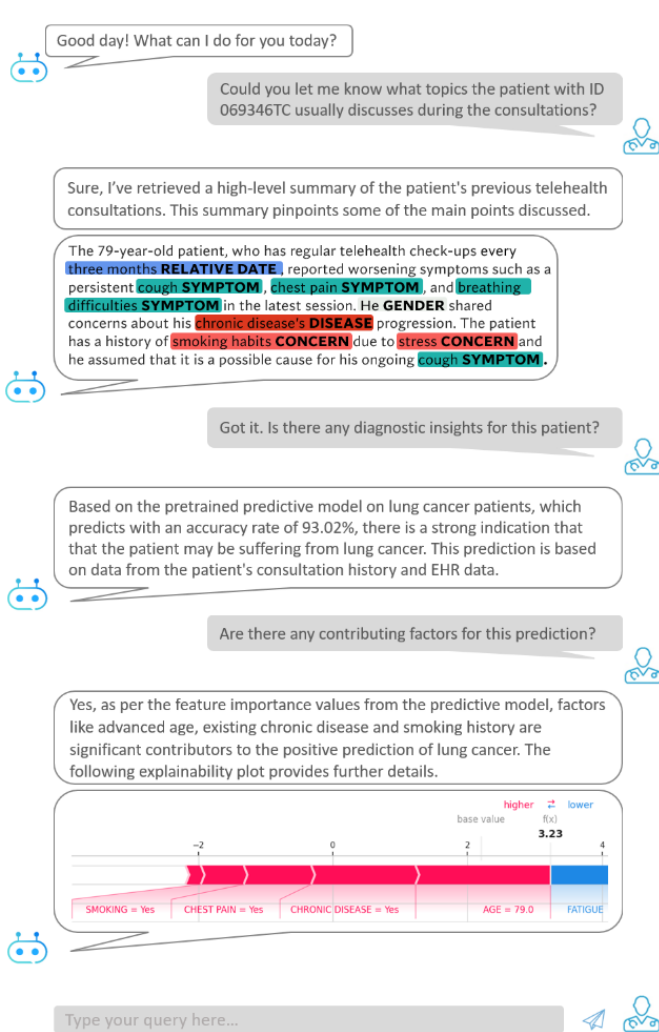 Good day! What can I do for you today?
Could you let me know what topics the patient with ID
069346TC usually discusses during the consultations?
Sure, I've retrieved a high-level summary of the patient's previous telehealth
consultations. This summary pinpoints some of the main points discussed.
The 79-year-old patient, who has regular telehealth check-ups every
three months RELATIVE DATE , reported worsening symptoms such as a
persistent cough SYMPTOM , chest pain SYMPTOM , and breathing
difficulties SYMPTOM in the latest session. He GENDER shared
concerns about his chronic disease's DISEASE progression. The patient
has a history of smoking habits CONCERN due to stress CONCERN and
he assumed that it is a possible cause for his ongoing cough SYMPTOM .
Got it. Is there any diagnostic insights for this patient?
Based on the pretrained predictive model on lung cancer patients, which
predicts with an accuracy rate of 93.02%, there is a strong indication that
that the patient may be suffering from lung cancer. This prediction is based
on data from the patient's consultation history and EHR data.
Are there any contributing factors for this prediction?
Yes, as per the feature importance values from the predictive model, factors
like advanced age, existing chronic disease and smoking history are
significant contributors to the positive prediction of lung cancer. The
following explainability plot provides further details.
higher ⇄ lower
base value f(x)
3.23
−2 0 2 4
SMOKING = Yes CHEST PAIN = Yes CHRONIC DISEASE = Yes AGE = 79.0 FATIGUE
Type your query here...